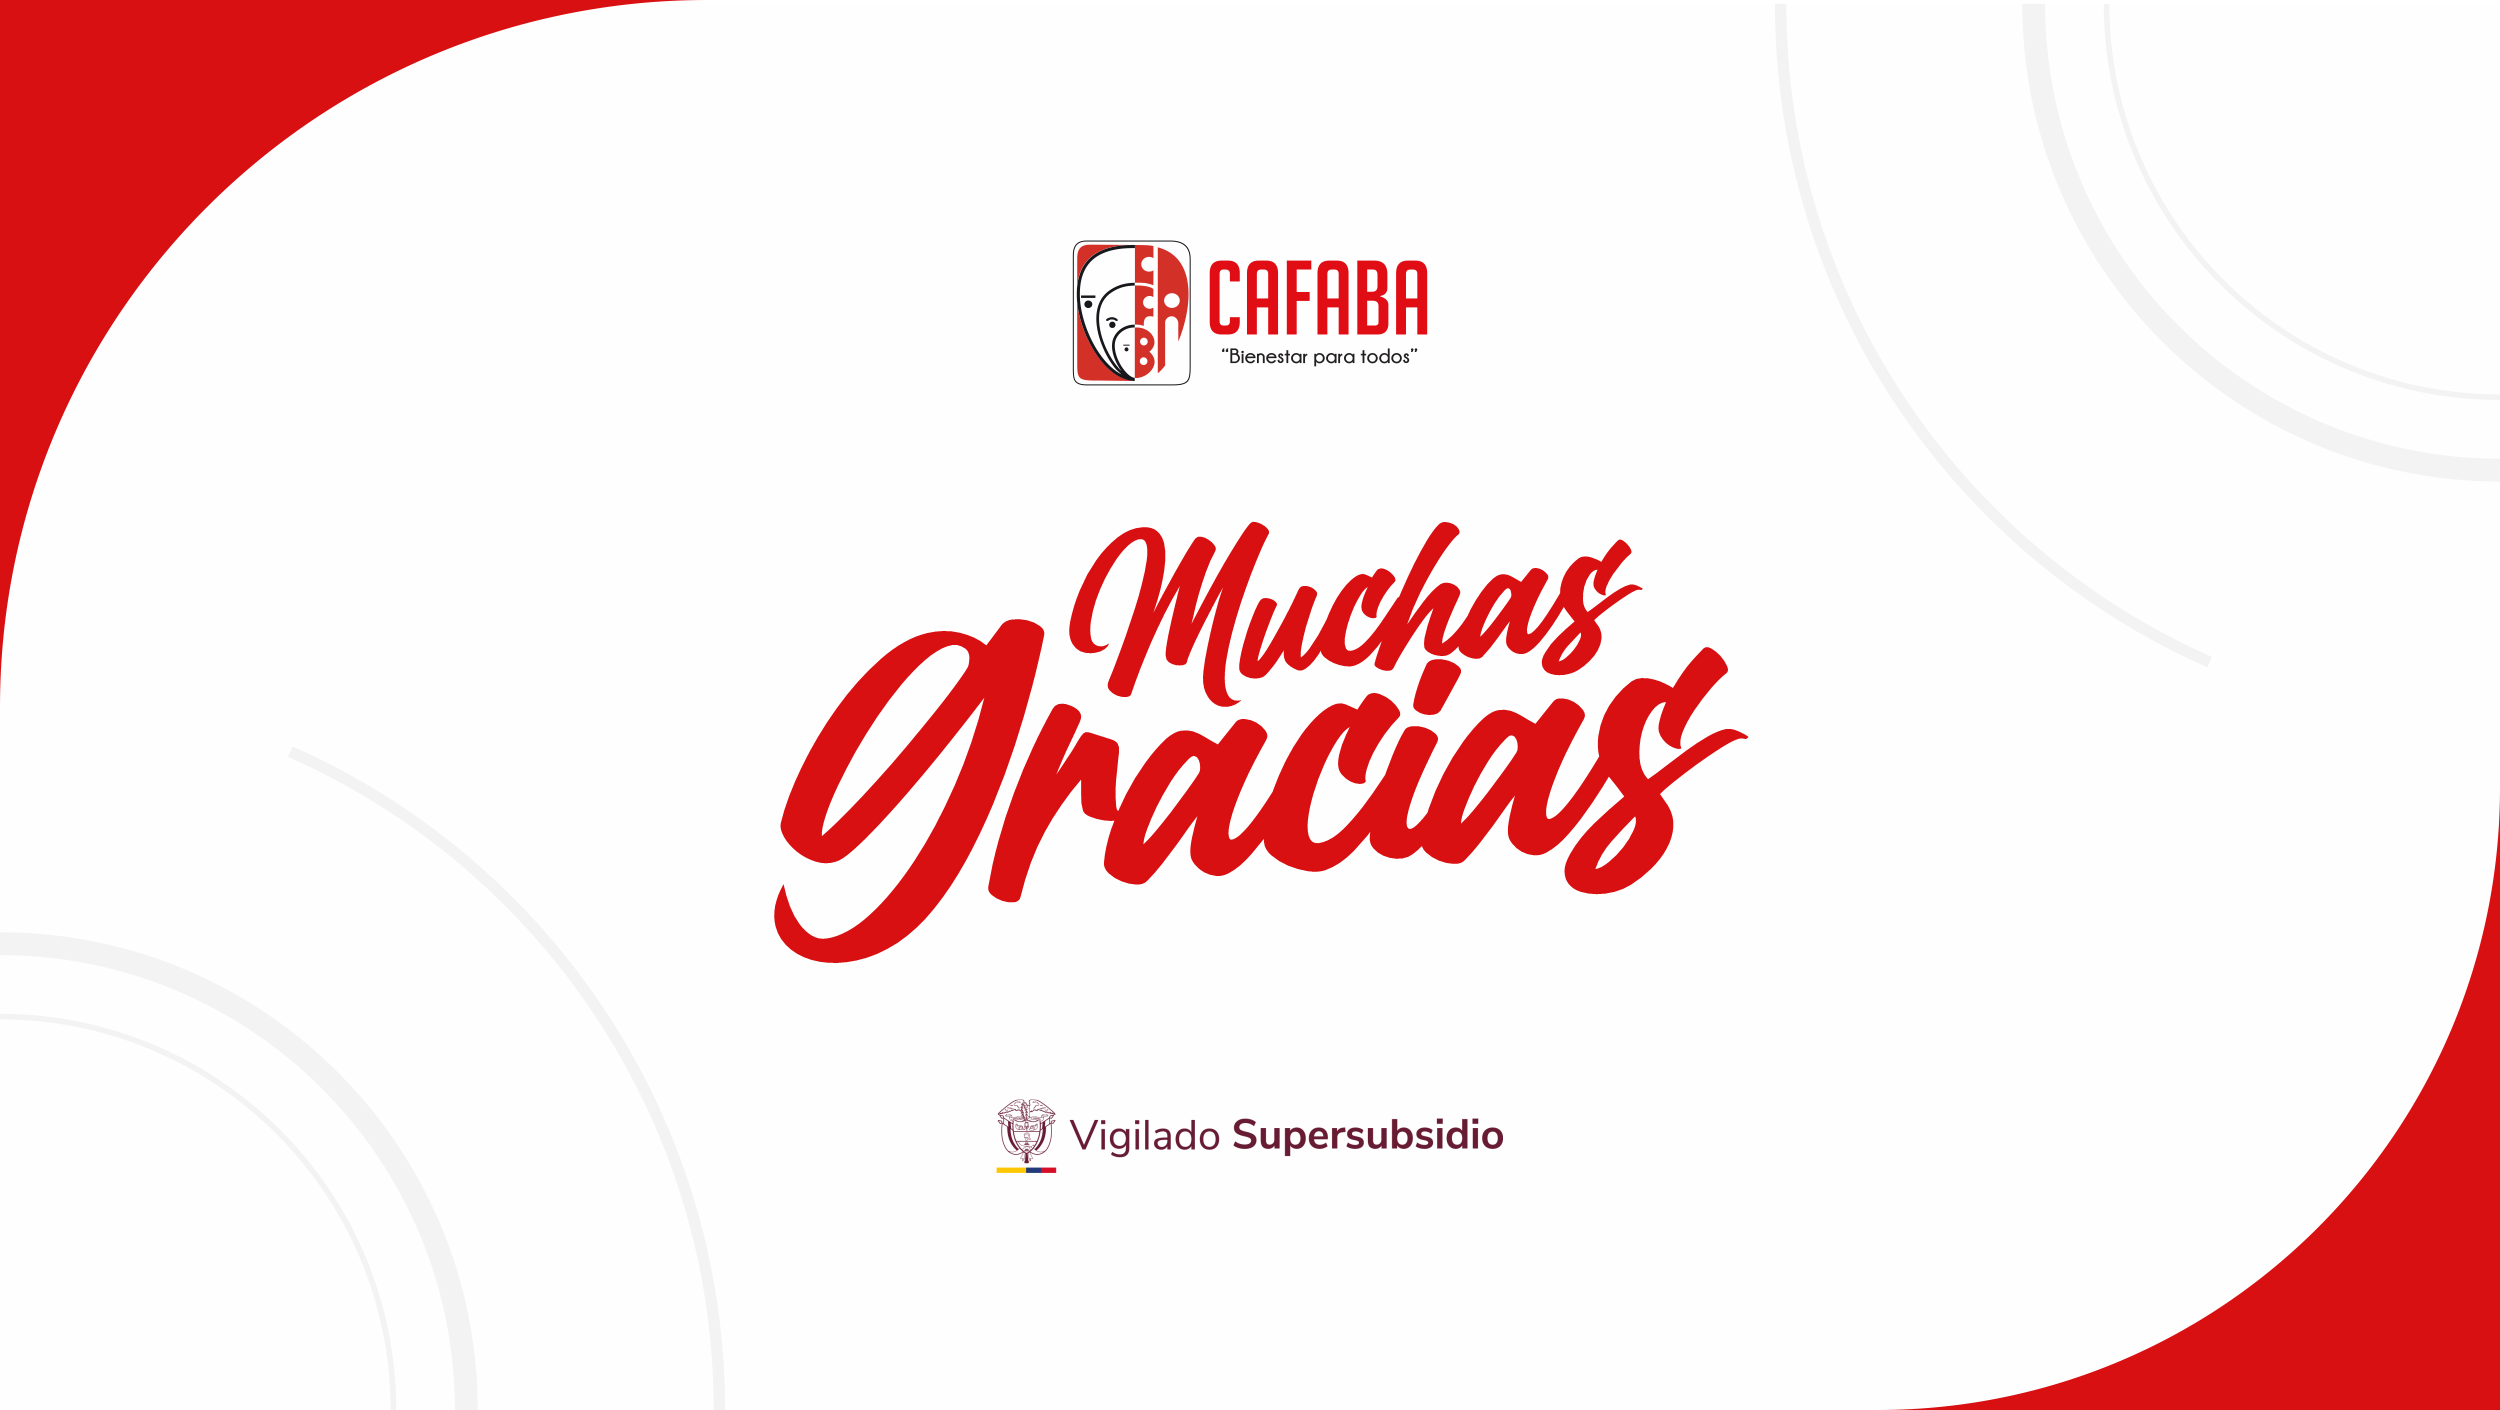 CAFABA
“Bienestar para todos”
Muchas
gracias
Vigilado Supersubsidio